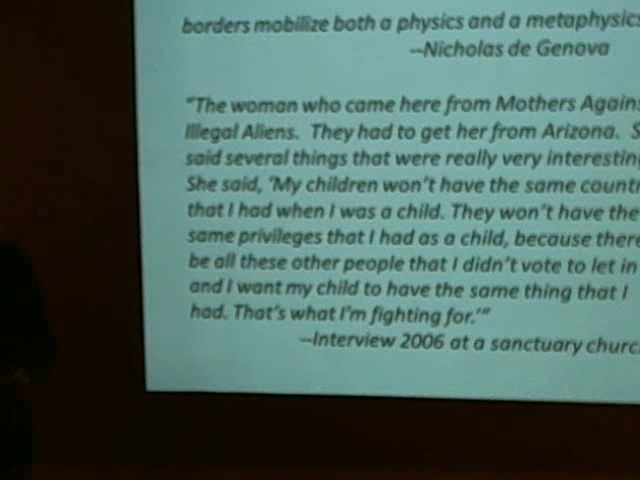 borders mobilize both a physics and a metaphysics
--Nicholas de Genova
"The woman who came here from Mothers Agains
Illegal Aliens. They had to get her from Arizona. S
said several things that were really very interesting
She said, 'My children won't have the same countr
that I had when I was a child. They won't have the
same privileges that I had as a child, because there
be all these other people that I didn't vote to let in
and I want my child to have the same thing that I
had. That's what I'm fighting for.'"
--Interview 2006 at a sanctuary churc